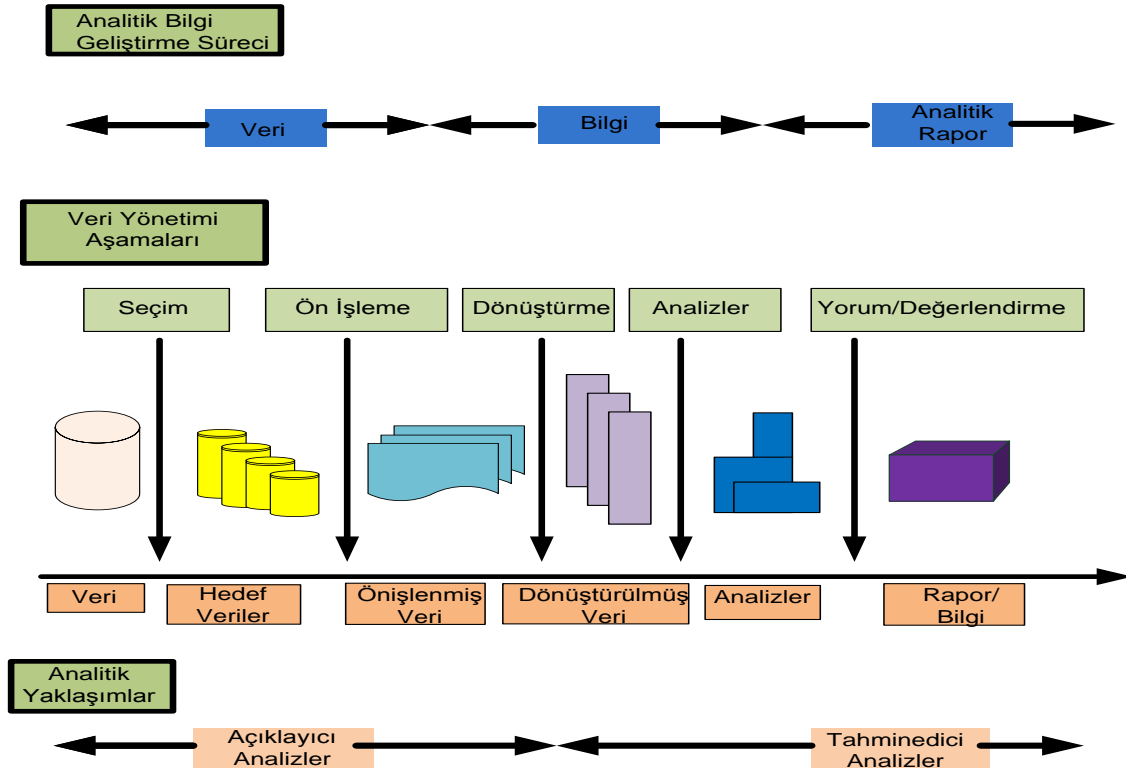 Analitik Bilgi
Geliştirme Süreci
Veri
Bilgi
Analitik
Rapor
Veri Yönetimi
Aşamaları
Seçim
Ön İşleme
Dönüştürme
Analizler
Yorum/Değerlendirme
Veri
Hedef
Veriler
Önişlenmiş
Veri
Dönüştürülmüş
Veri
Analizler
Rapor/
Bilgi
Analitik
Yaklaşımlar
Açıklayıcı
Analizler
Tahminedici
Analizler